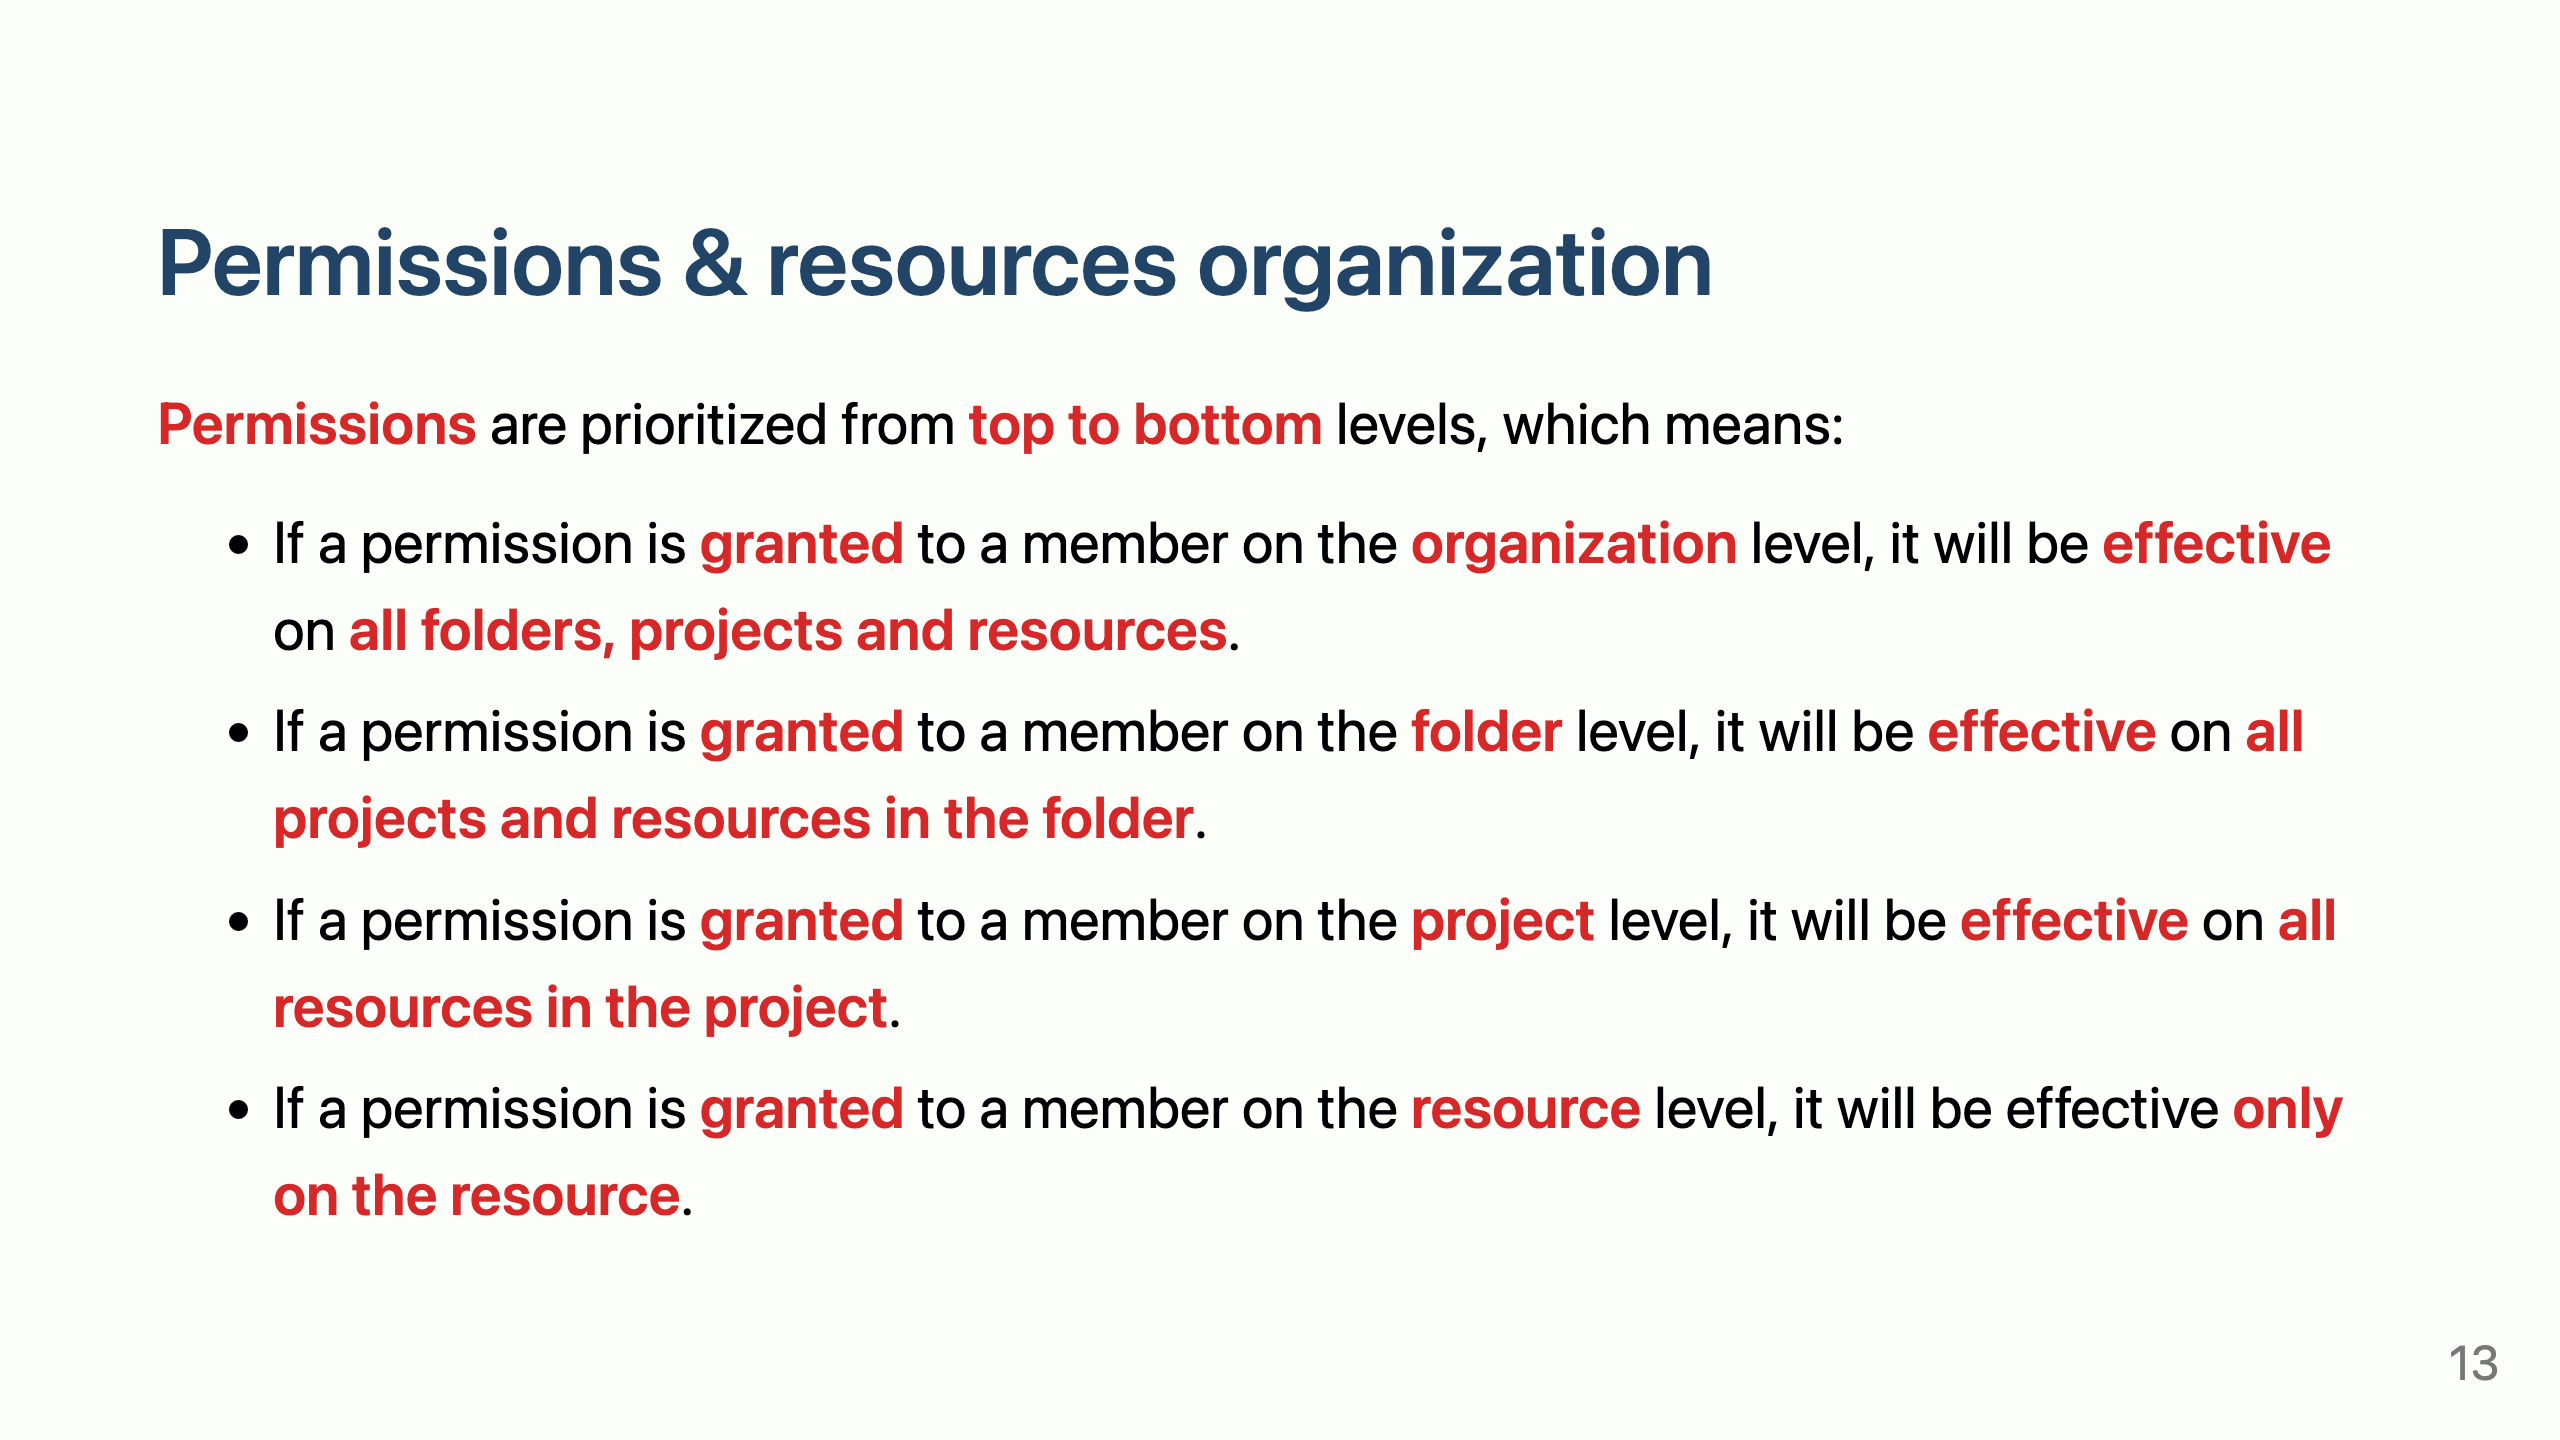 Permissions & resources organization
Permissions are prioritized from top to bottom levels, which means:
• If a permission is granted to a member on the organization level, it will be effective
on all folders, projects and resources.
• If a permission is granted to a member on the folder level, it will be effective on all
projects and resources in the folder.
• If a permission is granted to a member on the project level, it will be effective on all
resources in the project.
• If a permission is granted to a member on the resource level, it will be effective only
on the resource.
13